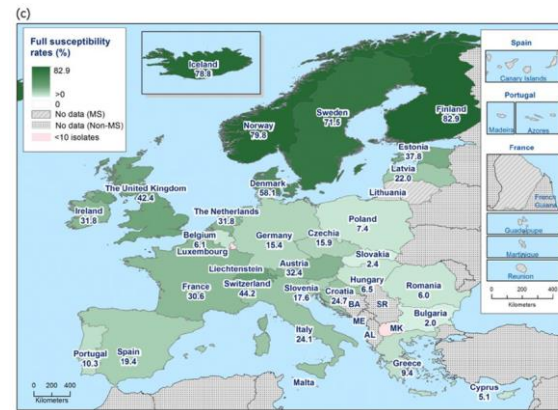 (c)
Full susceptibility
rates (%)
82.9
>0
0
No data (MS)
No data (Non-MS)
<10 isolates
Iceland
78.8
Norway
79.8
Sweden
71.5
Finland
82.9
Estonia
37.8
Latvia
22.0
Lithuania
Denmark
58.1
The United Kingdom
42.4
Ireland
31.8
The Netherlands
31.8
Belgium
6.1
Luxembourg
Germany
15.4
Poland
7.4
Czechia
15.9
Slovakia
2.4
Liechtenstein
Austria
32.4
Hungary
6.5
Switzerland
44.2
France
30.6
Slovenia
17.6
Croatia
24.7
Romania
6.0
BA
SR
ME
Bulgaria
2.0
AL
MK
Italy
24.1
Portugal
10.3
Spain
19.4
Greece
9.4
Malta
Cyprus
5.1
0 200 400
Kilometers
Spain
Canary Islands
Portugal
Madeira
Azores
France
French
Guiana
Guadeloupe
Martinique
Reunion
Kilometers
0 200 400